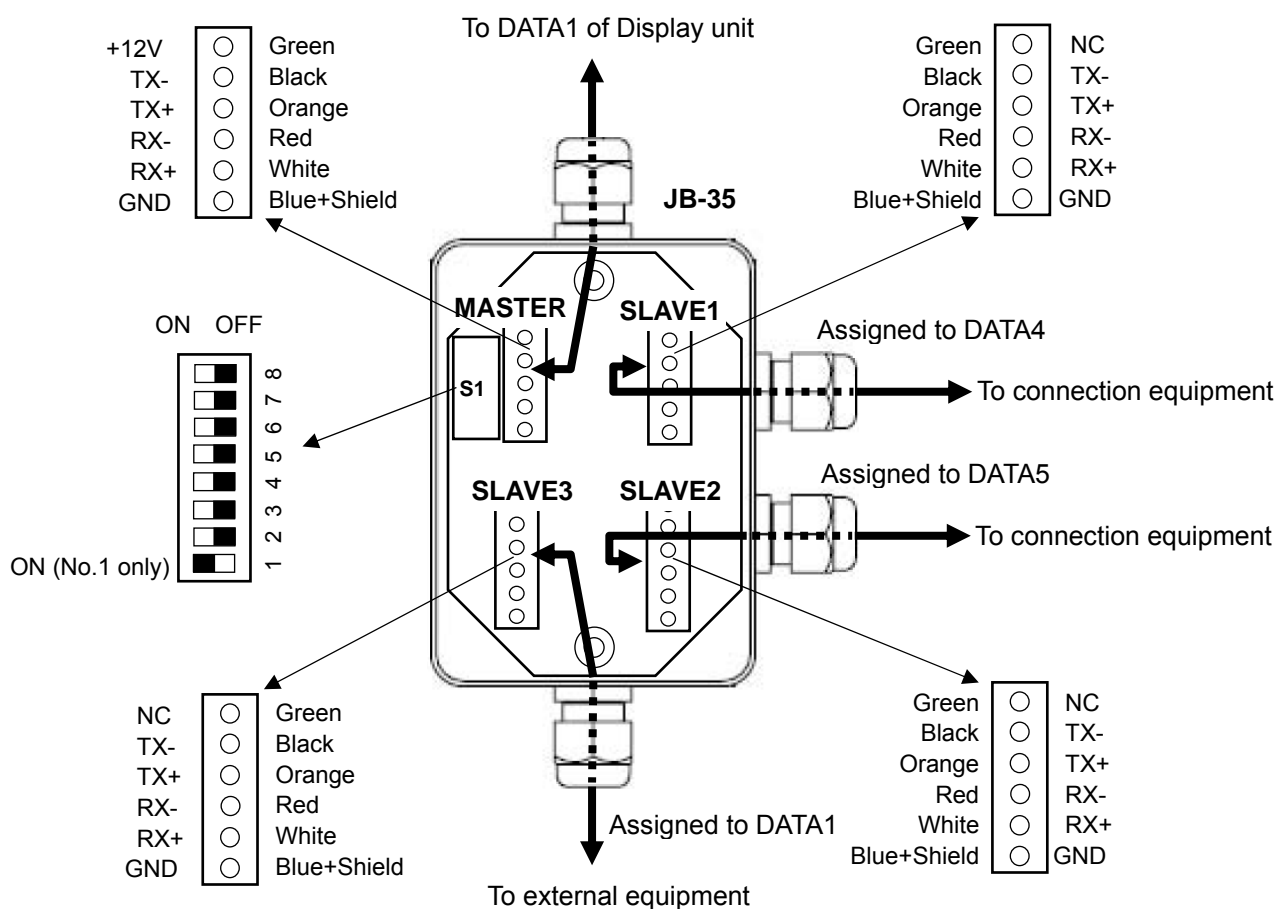 To DATA1 of Display unit
+12V Green
TX- Black
TX+ Orange
RX- Red
RX+ White
GND Blue+Shield
Green NC
Black TX-
Orange TX+
Red RX-
White RX+
Blue+Shield GND
JB-35
MASTER
SLAVE1
S1
ON OFF
8
7
6
5
4
3
2
1
ON (No.1 only)
Assigned to DATA4
To connection equipment
Assigned to DATA5
To connection equipment
SLAVE3
SLAVE2
NC Green
TX- Black
TX+ Orange
RX- Red
RX+ White
GND Blue+Shield
Green NC
Black TX-
Orange TX+
Red RX-
White RX+
Blue+Shield GND
Assigned to DATA1
To external equipment